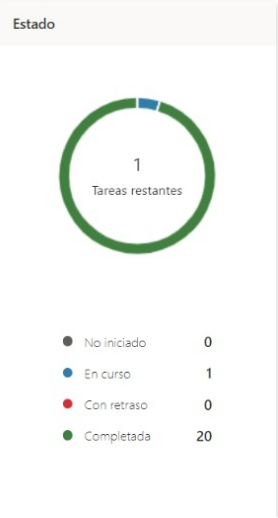 Estado
1
Tareas restantes
No iniciado 0
En curso 1
Con retraso 0
Completada 20